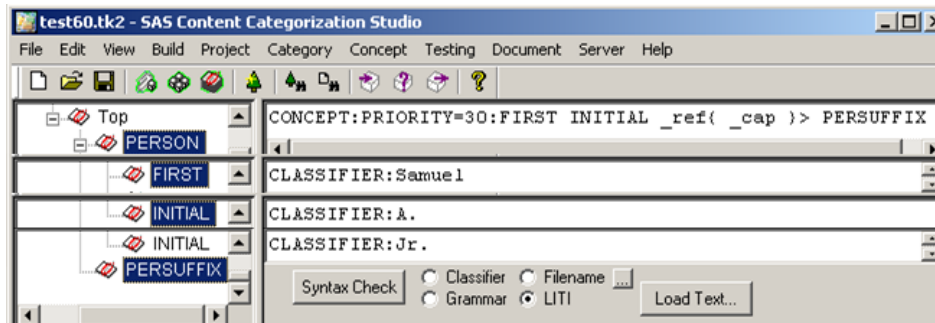 test60.tk2 - SAS Content Categorization Studio
File Edit View Build Project Category Concept Testing Document Server Help
Top
CONCEPT:PRIORITY=30:FIRST INITIAL _ref{ _cap }> PERSUFFIX
PERSON
FIRST
CLASSIFIER:Samuel
INITIAL
CLASSIFIER:A.
INITIAL
CLASSIFIER:Jr.
PERSUFFIX
Syntax Check
Classifier Filename ...
Grammar LITI
Load Text...